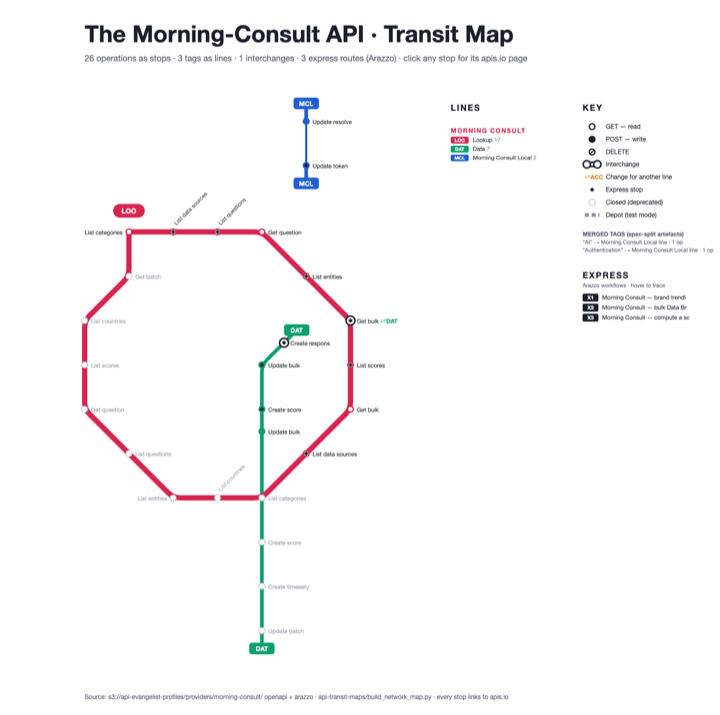 The Morning-Consult API · Transit Map
26 operations as stops · 3 tags as lines · 1 interchanges · 3 express routes (Arazzo) · click any stop for its apis.io page
MCL
Update resolve
Update token
MCL
LINES
MORNING CONSULT
LOO Lookup 17
DAT Data 7
MCL Morning Consult Local 2
KEY
GET — read
POST — write
DELETE
Interchange
⇄ACC Change for another line
Express stop
Closed (deprecated)
Depot (test mode)
MERGED TAGS (spec-split artefacts)
"AI" → Morning Consult Local line · 1 op
"Authentication" → Morning Consult Local line · 1 op
EXPRESS
Arazzo workflows · hover to trace
X1 Morning Consult — brand trendl
X2 Morning Consult — bulk Data Br
X3 Morning Consult — compute a sc
LOO
List data sources
List questions
List categories
Get question
Get batch
List entities
List countries
Get bulk ⇄DAT
DAT
Create respons
List scores
Update bulk
List scores
Get question
Create score
Get bulk
Update bulk
List questions
List data sources
List countries
List entities
List categories
Create score
Create timesery
Update batch
DAT
Source: s3://api-evangelist-profiles/providers/morning-consult/ openapi + arazzo · api-transit-maps/build_network_map.py · every stop links to apis.io